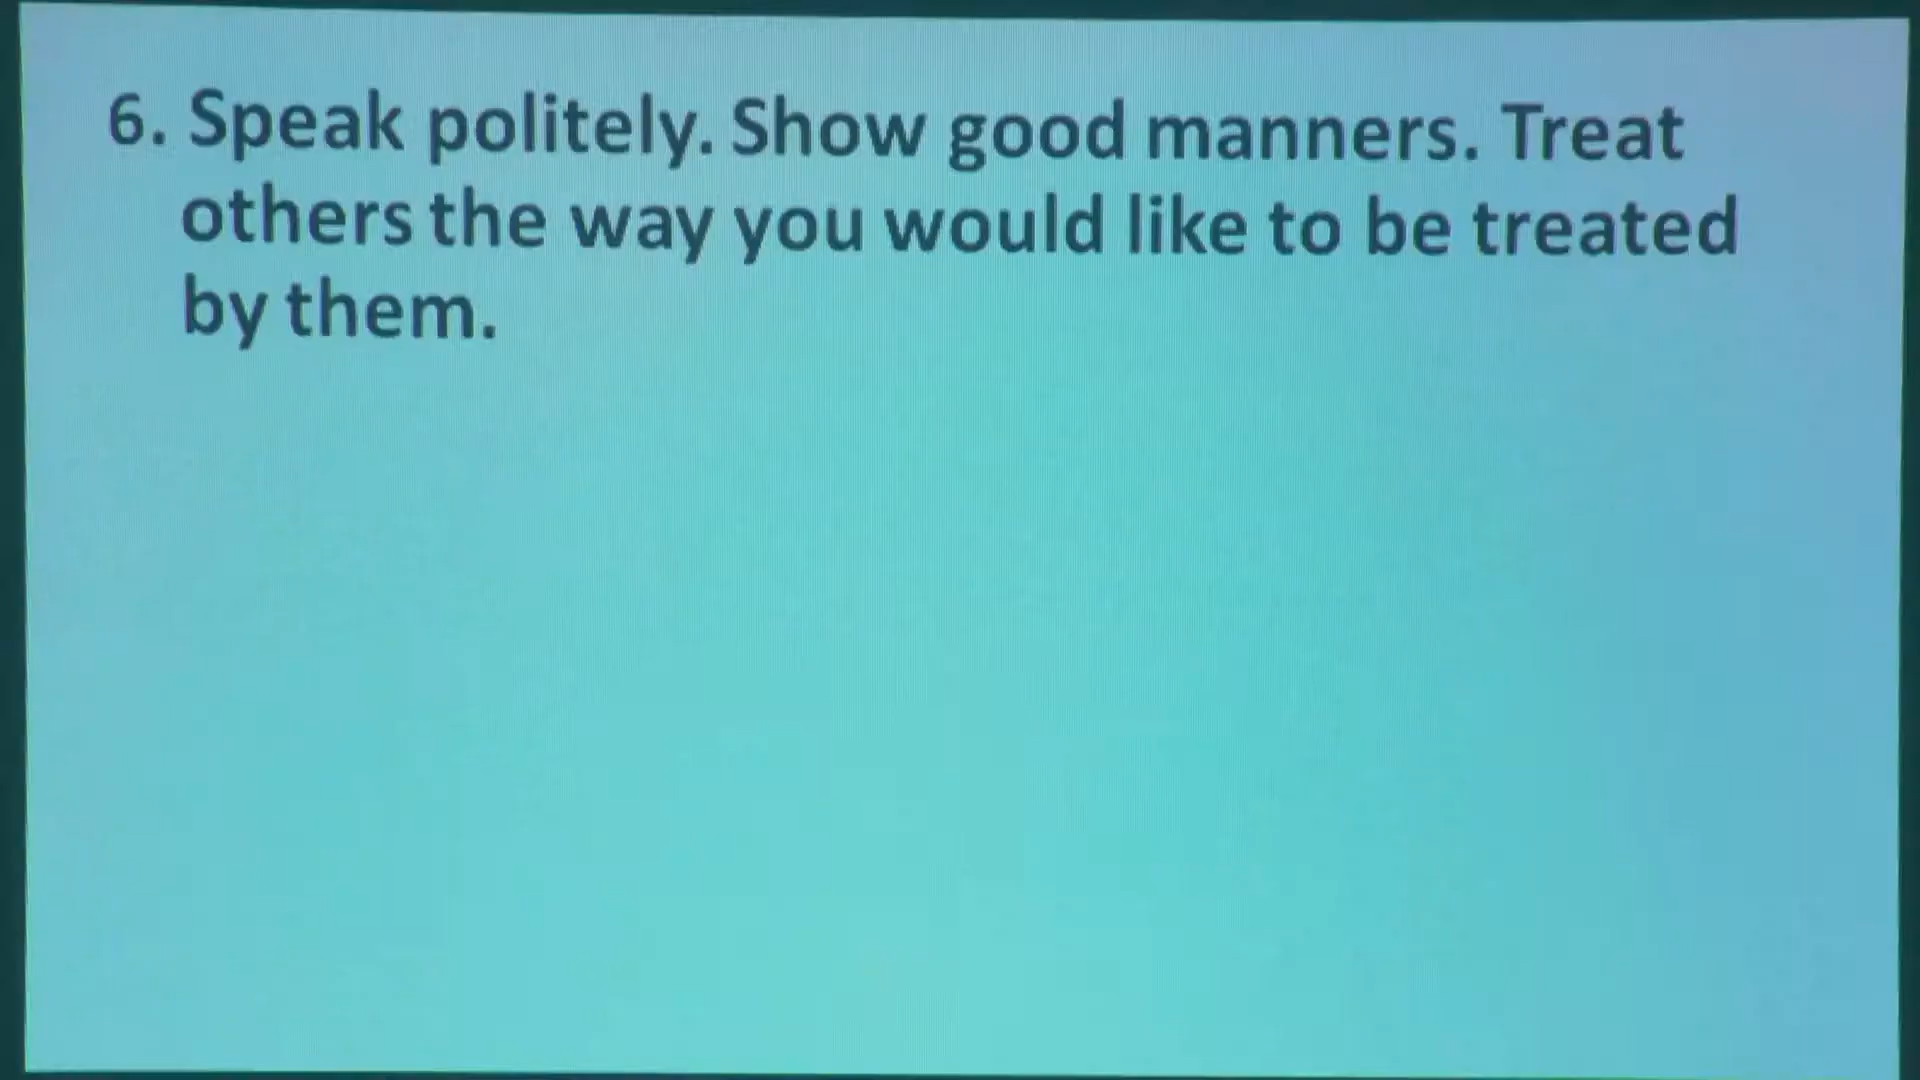 6. Speak politely. Show good manners. Treat
others the way you would like to be treated
by them.